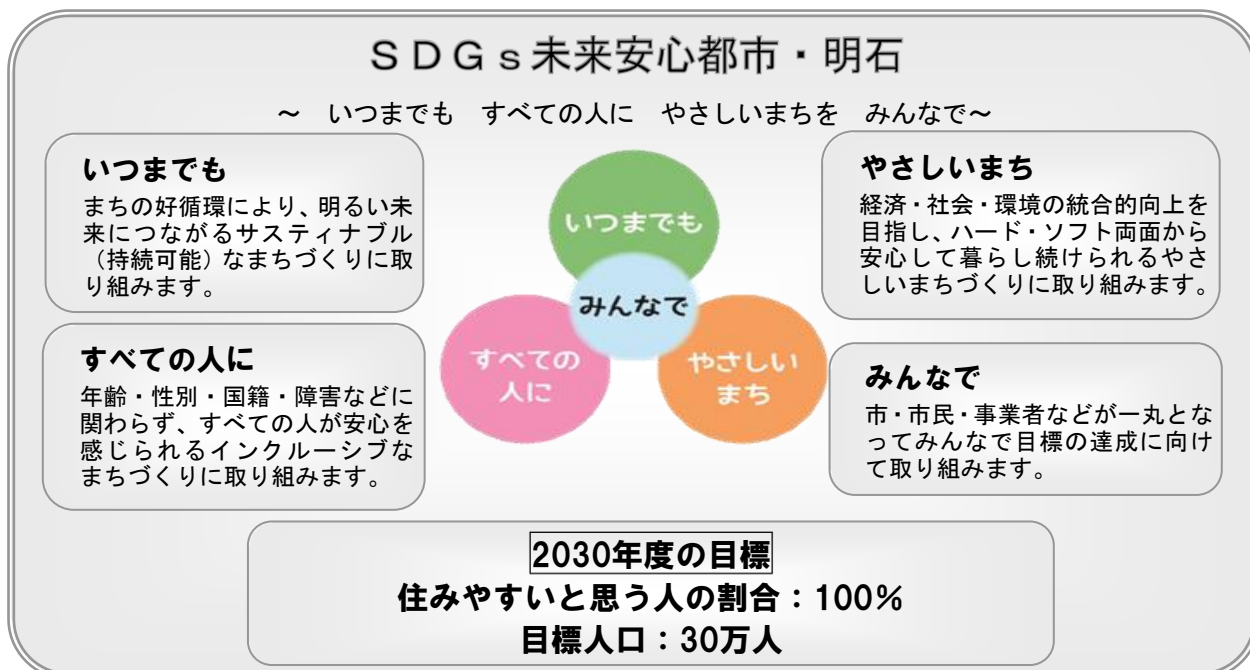 ＳＤＧｓ未来安心都市・明石
～　いつまでも　すべての人に　やさしいまちを　みんなで～
いつまでも
まちの好循環により、明るい未
来につながるサスティナブル
（持続可能）なまちづくりに取
り組みます。
すべての人に
年齢・性別・国籍・障害などに
関わらず、すべての人が安心を
感じられるインクルーシブな
まちづくりに取り組みます。
いつまでも
みんなで
すべての
人に
やさしい
まち
やさしいまち
経済・社会・環境の統合的向上を
目指し、ハード・ソフト両面から
安心して暮らし続けられるやさ
しいまちづくりに取り組みます。
みんなで
市・市民・事業者などが一丸とな
ってみんなで目標の達成に向け
て取り組みます。
2030年度の目標
住みやすいと思う人の割合：100％
目標人口：30万人